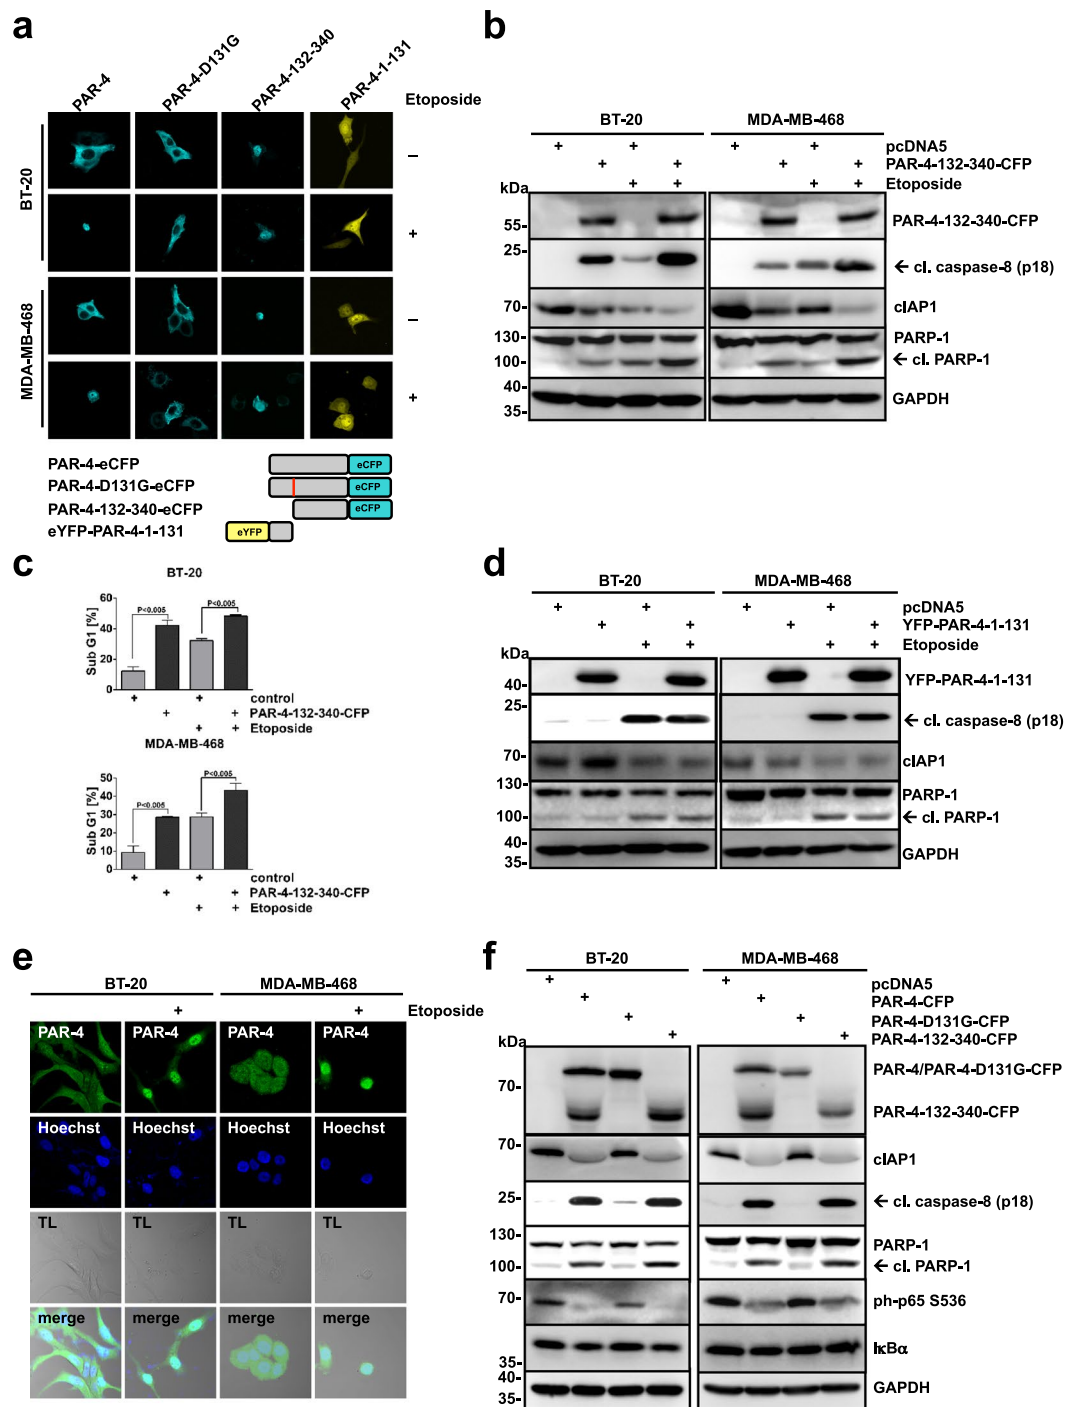 a
PAR-4
PAR-4-D131G
PAR-4-132-340
PAR-4-1-131
Etoposide
BT-20
–
+
MDA-MB-468
–
+
PAR-4-eCFP
eCFP
PAR-4-D131G-eCFP
eCFP
PAR-4-132-340-eCFP
eCFP
eYFP-PAR-4-1-131
eYFP
b
BT-20 MDA-MB-468
+ + + + pcDNA5
+ + + + PAR-4-132-340-CFP
+ + + + Etoposide
kDa
55- PAR-4-132-340-CFP
25-
← cl. caspase-8 (p18)
70- cIAP1
130- PARP-1
100- ← cl. PARP-1
40-
35- GAPDH
c
BT-20
Sub G1 [%]
60
40
20
0
P<0.005
P<0.005
+ + control
+ + PAR-4-132-340-CFP
+ + Etoposide
MDA-MB-468
Sub G1 [%]
60
40
20
0
P<0.005
P<0.005
+ + control
+ + PAR-4-132-340-CFP
+ + Etoposide
d
BT-20 MDA-MB-468
+ + + + pcDNA5
+ + + + YFP-PAR-4-1-131
+ + + + Etoposide
kDa
40- YFP-PAR-4-1-131
25-
← cl. caspase-8 (p18)
70- cIAP1
130- PARP-1
100- ← cl. PARP-1
40-
35- GAPDH
e
BT-20 MDA-MB-468
+ + Etoposide
PAR-4 PAR-4 PAR-4 PAR-4
Hoechst Hoechst Hoechst Hoechst
TL TL TL TL
merge merge merge merge
f
BT-20 MDA-MB-468
+ + pcDNA5
+ + PAR-4-CFP
+ + PAR-4-D131G-CFP
+ + PAR-4-132-340-CFP
kDa
PAR-4/PAR-4-D131G-CFP
70-
PAR-4-132-340-CFP
70- cIAP1
25- ← cl. caspase-8 (p18)
130- PARP-1
100- ← cl. PARP-1
70- ph-p65 S536
IκBα
35-
40- GAPDH
35-